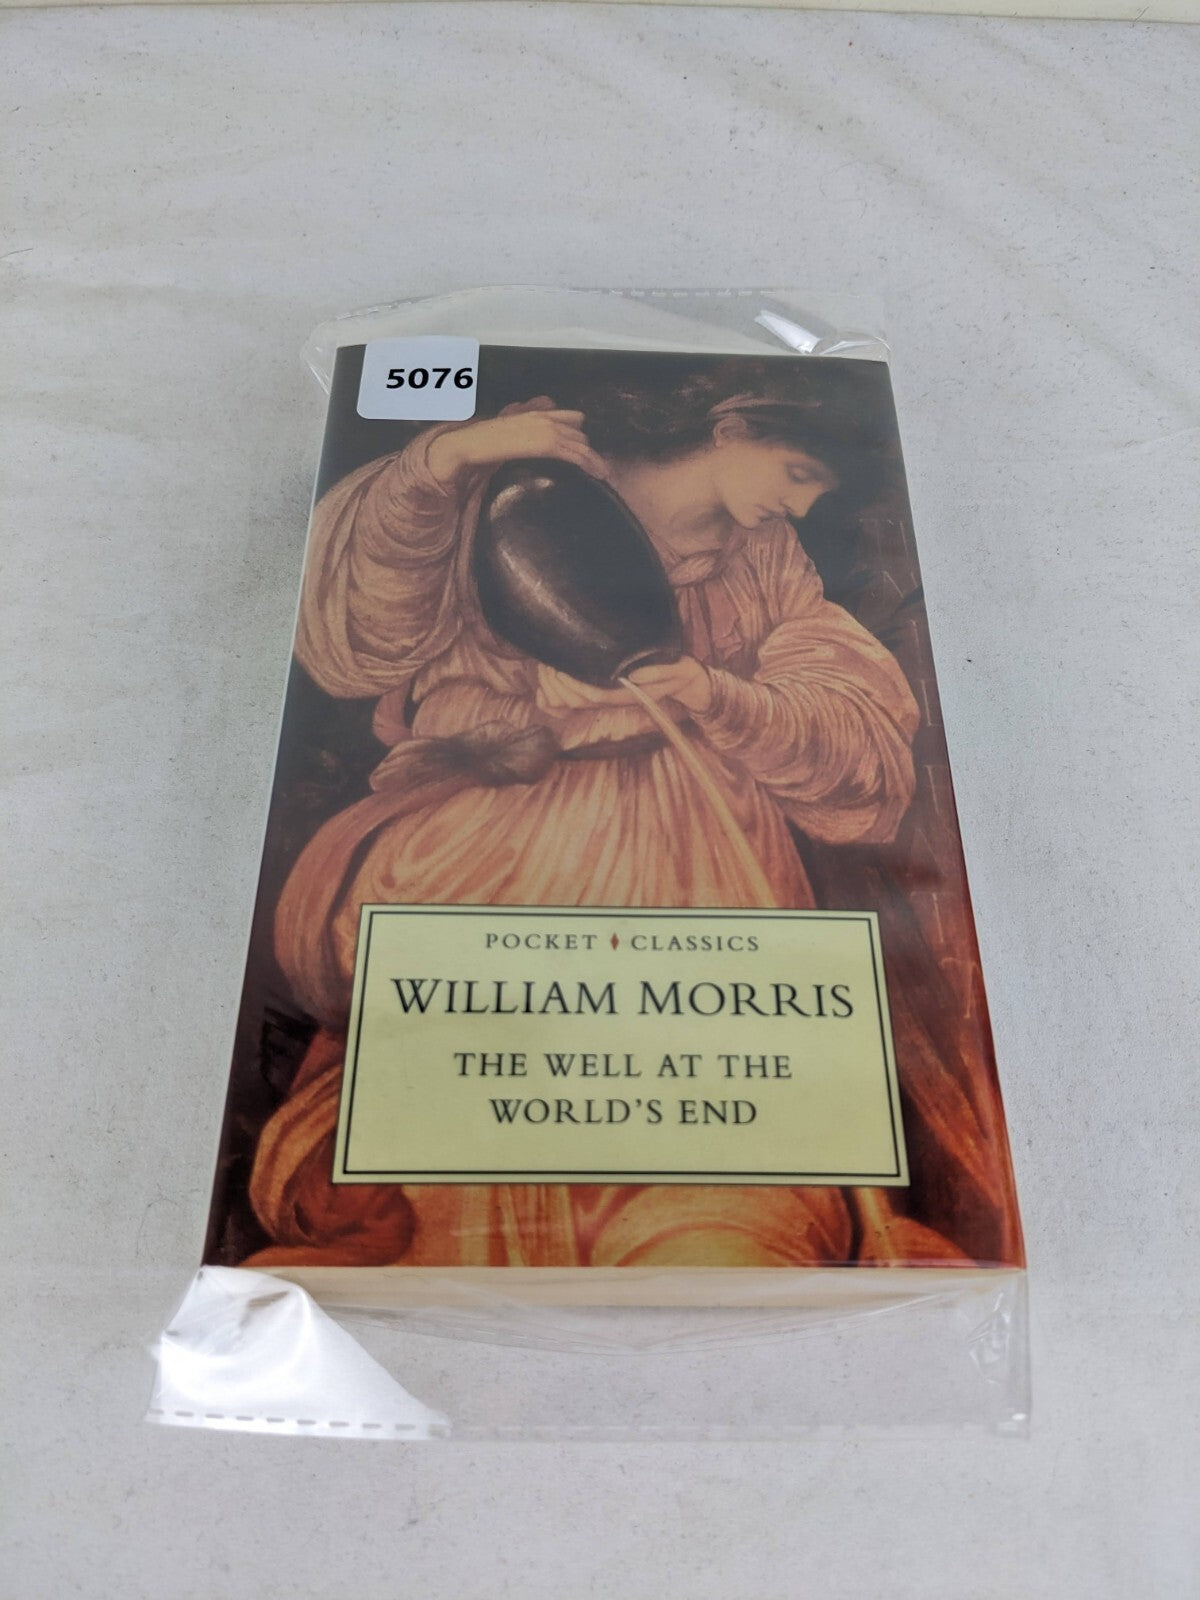 5076
POCKET CLASSICS
WILLIAM MORRIS
THE WELL AT THE
WORLD'S END